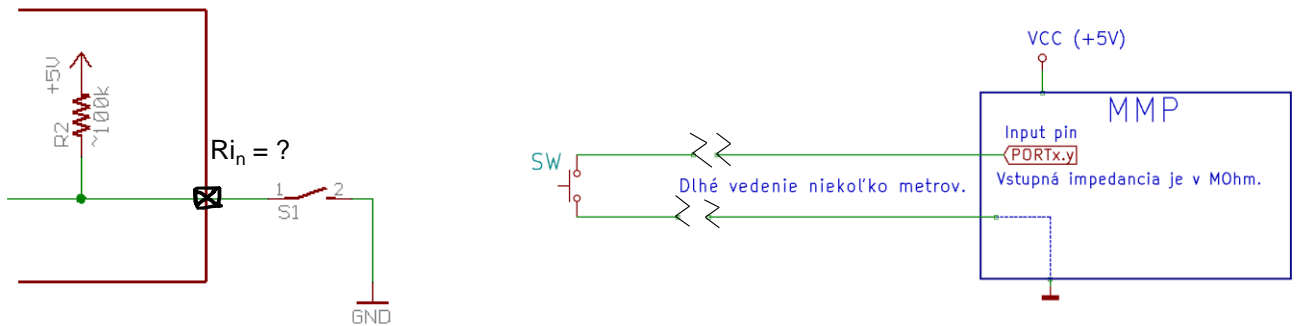 +5V
R2
~100k
Rin = ?
1
2
S1
GND
VCC (+5V)
MMP
Input pin
PORTx.y
Vstupná impedancia je v MOhm.
SW
Dlhé vedenie niekoľko metrov.